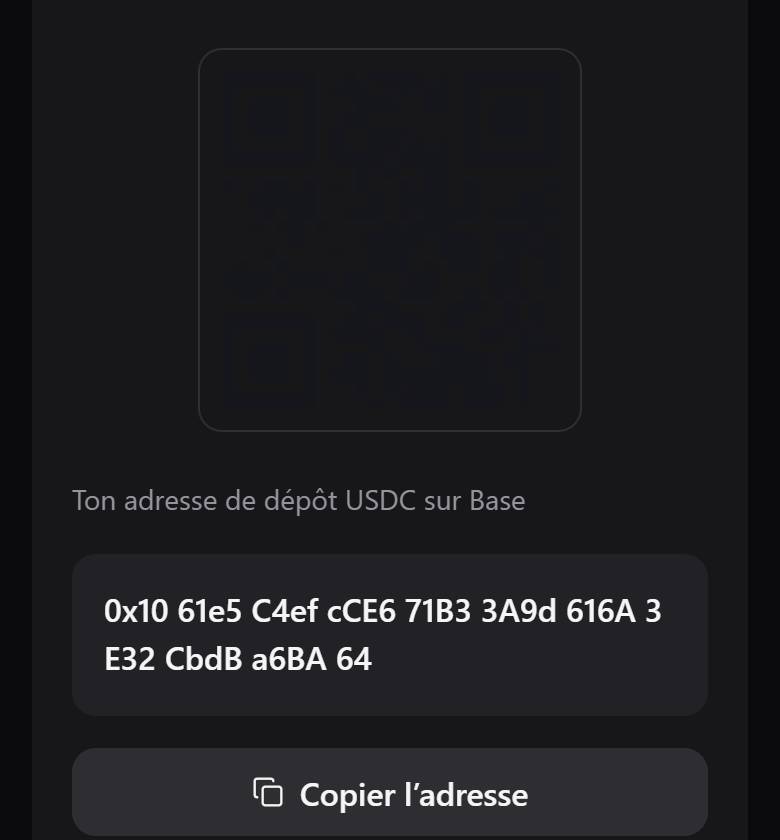 Ton adresse de dépôt USDC sur Base
0x10 61e5 C4ef cCE6 71B3 3A9d 616A 3
E32 CbdB a6BA 64
Copier l’adresse